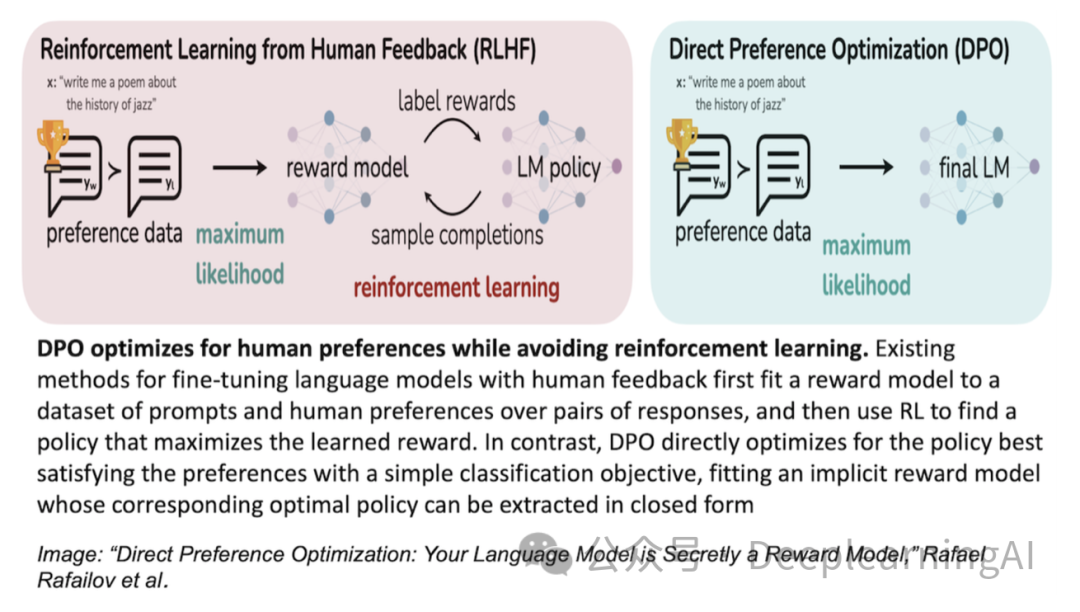 Reinforcement Learning from Human Feedback (RLHF)
x: "write me a poem about
the history of jazz"
label rewards
yw
yl
reward model
LM policy
preference data
maximum
likelihood
sample completions
reinforcement learning
Direct Preference Optimization (DPO)
x: "write me a poem about
the history of jazz"
yw
yl
final LM
preference data
maximum
likelihood
DPO optimizes for human preferences while avoiding reinforcement learning. Existing
methods for fine-tuning language models with human feedback first fit a reward model to a
dataset of prompts and human preferences over pairs of responses, and then use RL to find a
policy that maximizes the learned reward. In contrast, DPO directly optimizes for the policy best
satisfying the preferences with a simple classification objective, fitting an implicit reward model
whose corresponding optimal policy can be extracted in closed form
Image: “Direct Preference Optimization: Your Language Model is Secretly a Reward Model,” Rafael
Rafailov et al.
公众号 · DeeplearningAI